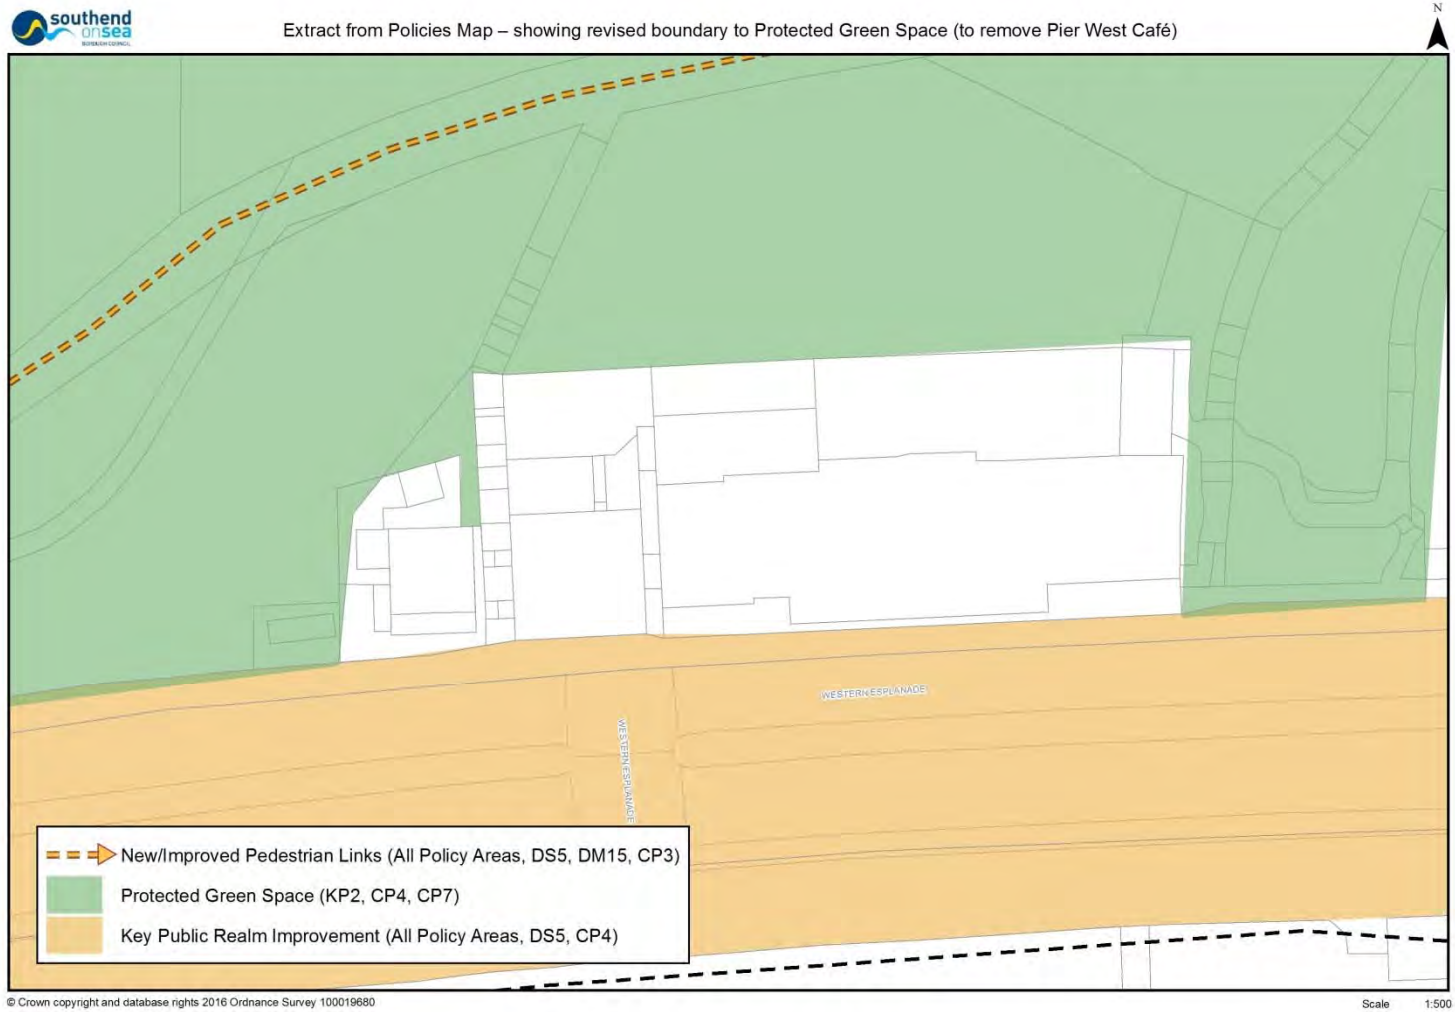 southend
on sea
BOROUGH COUNCIL
Extract from Policies Map – showing revised boundary to Protected Green Space (to remove Pier West Café)
N
WESTERN ESPLANADE
WESTERN ESPLANADE
New/Improved Pedestrian Links (All Policy Areas, DS5, DM15, CP3)
Protected Green Space (KP2, CP4, CP7)
Key Public Realm Improvement (All Policy Areas, DS5, CP4)
© Crown copyright and database rights 2016 Ordnance Survey 100019680
Scale 1:500